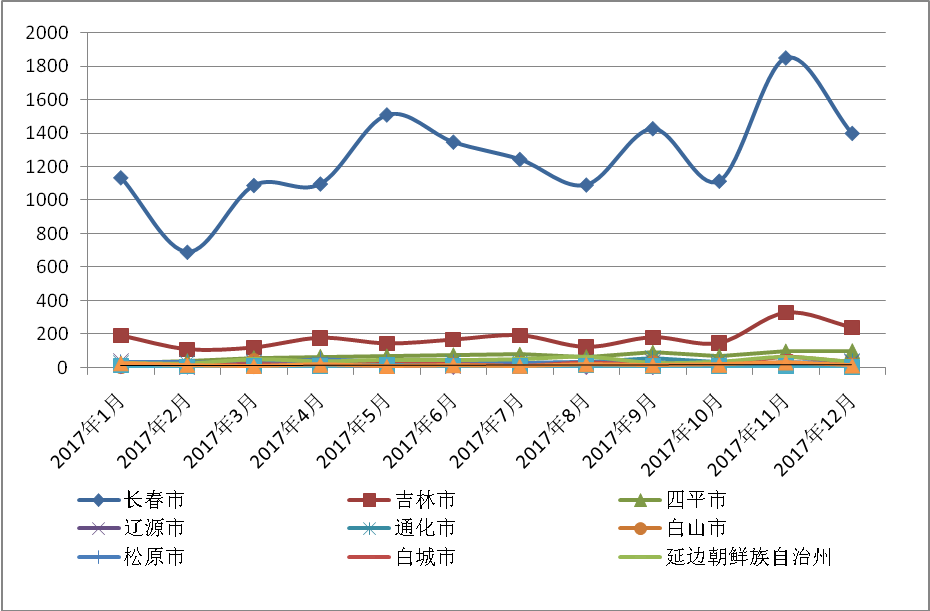 2000
1800
1600
1400
1200
1000
800
600
400
200
0
2017年1月
2017年2月
2017年3月
2017年4月
2017年5月
2017年6月
2017年7月
2017年8月
2017年9月
2017年10月
2017年11月
2017年12月
长春市 吉林市 四平市
辽源市 通化市 白山市
松原市 白城市 延边朝鲜族自治州